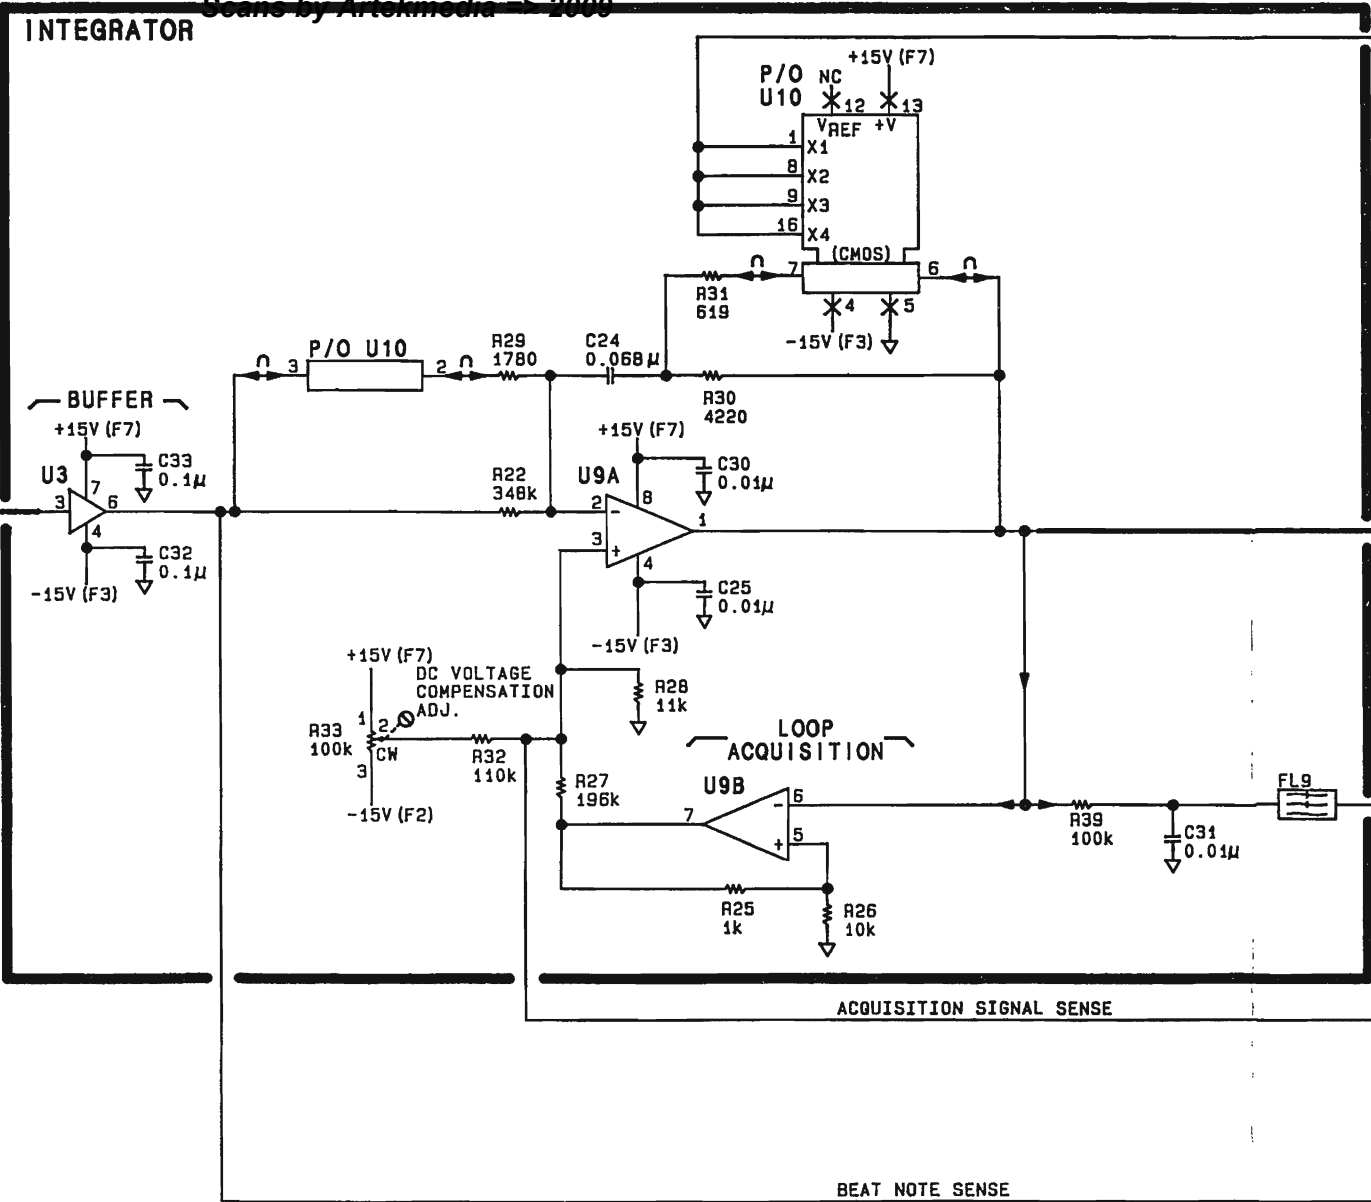 Scans by Artekmedia => 2009
INTEGRATOR
+15V (F7)
P/O NC
U10
12 13
VREF +V
1 X1
8 X2
9 X3
16 X4
(CMOS)
7 6
R31
619
4 5
-15V (F3)
P/O U10
3 2
R29
1780
C24
0.068µ
R30
4220
BUFFER
+15V (F7)
C33
0.1µ
U3
7
3 6
4
C32
0.1µ
-15V (F3)
R22
348k
+15V (F7)
U9A
C30
0.01µ
8
2 -
1
3 +
4
C25
0.01µ
-15V (F3)
+15V (F7)
DC VOLTAGE
COMPENSATION
ADJ.
R28
11k
1
R33
100k
2
CW
3
R32
110k
-15V (F2)
R27
196k
LOOP
ACQUISITION
U9B
- 6
7
+ 5
R25
1k
R26
10k
R39
100k
C31
0.01µ
FL9
ACQUISITION SIGNAL SENSE
BEAT NOTE SENSE